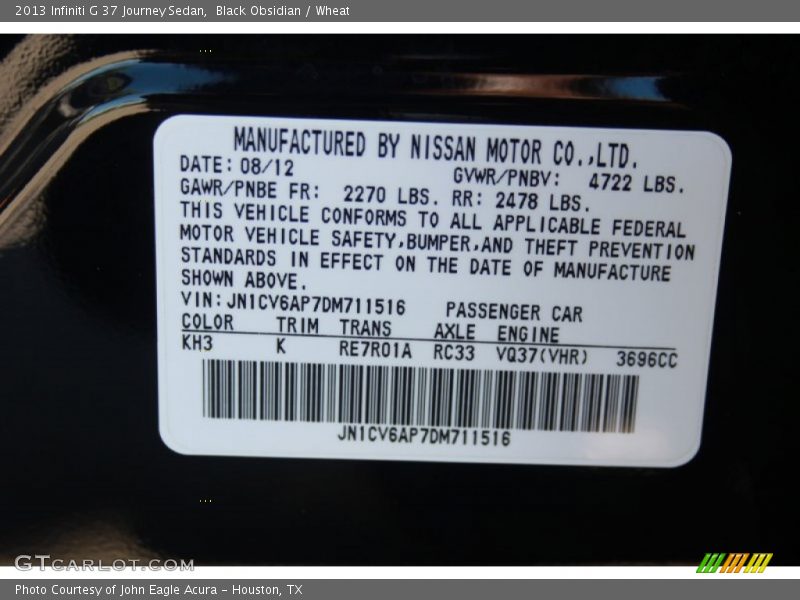 2013 Infiniti G 37 Journey Sedan,  Black Obsidian / Wheat
MANUFACTURED BY NISSAN MOTOR CO.,LTD.
DATE: 08/12 GVWR/PNBV: 4722 LBS.
GAWR/PNBE FR: 2270 LBS. RR: 2478 LBS.
THIS VEHICLE CONFORMS TO ALL APPLICABLE FEDERAL
MOTOR VEHICLE SAFETY,BUMPER,AND THEFT PREVENTION
STANDARDS IN EFFECT ON THE DATE OF MANUFACTURE
SHOWN ABOVE.
VIN: JN1CV6AP7DM711516 PASSENGER CAR
COLOR TRIM TRANS AXLE ENGINE
KH3 K RE7R01A RC33 VQ37(VHR) 3696CC
JN1CV6AP7DM711516
GTCARLOT.COM
Photo Courtesy of John Eagle Acura - Houston, TX